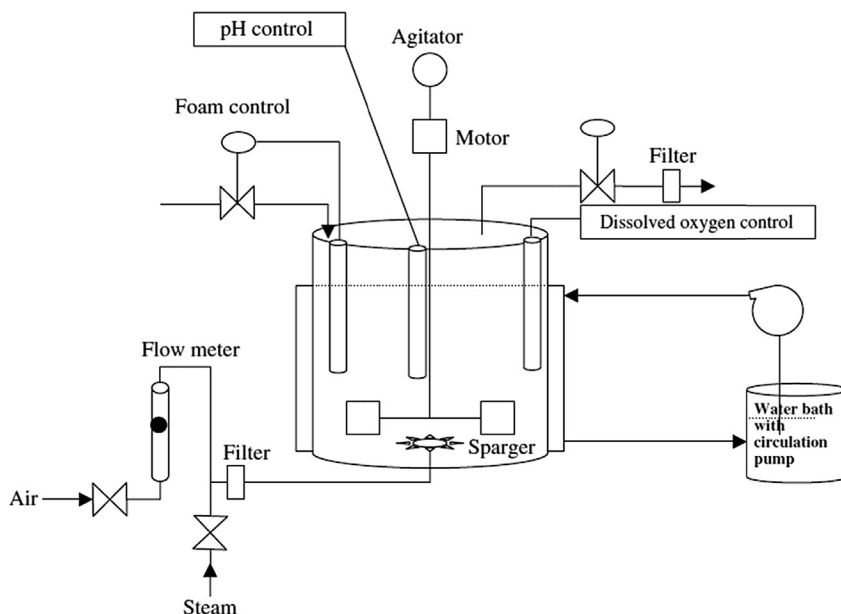 pH control
Agitator
Foam control
Motor
Filter
Dissolved oxygen control
Flow meter
Water bath
with
circulation
pump
Filter
Sparger
Air
Steam